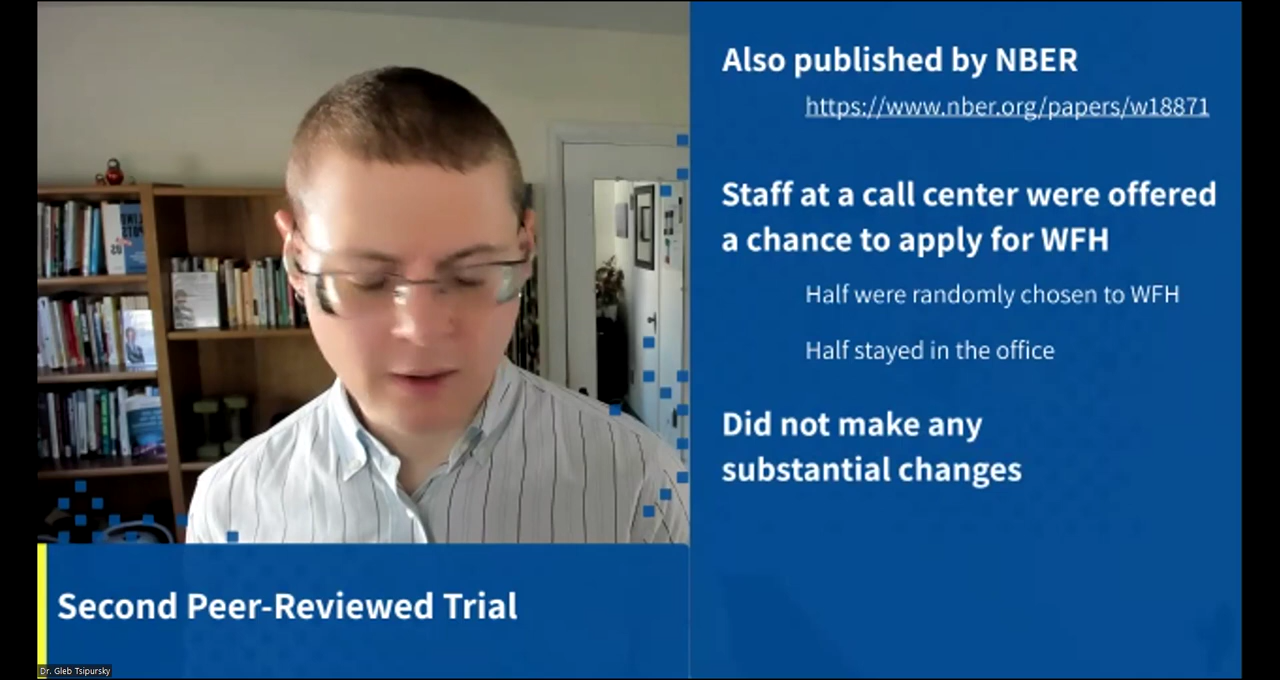 Also published by NBER
https://www.nber.org/papers/w18871
Staff at a call center were offered
a chance to apply for WFH
Half were randomly chosen to WFH
Half stayed in the office
Did not make any
substantial changes
Second Peer-Reviewed Trial
Dr. Gleb Tsipursky